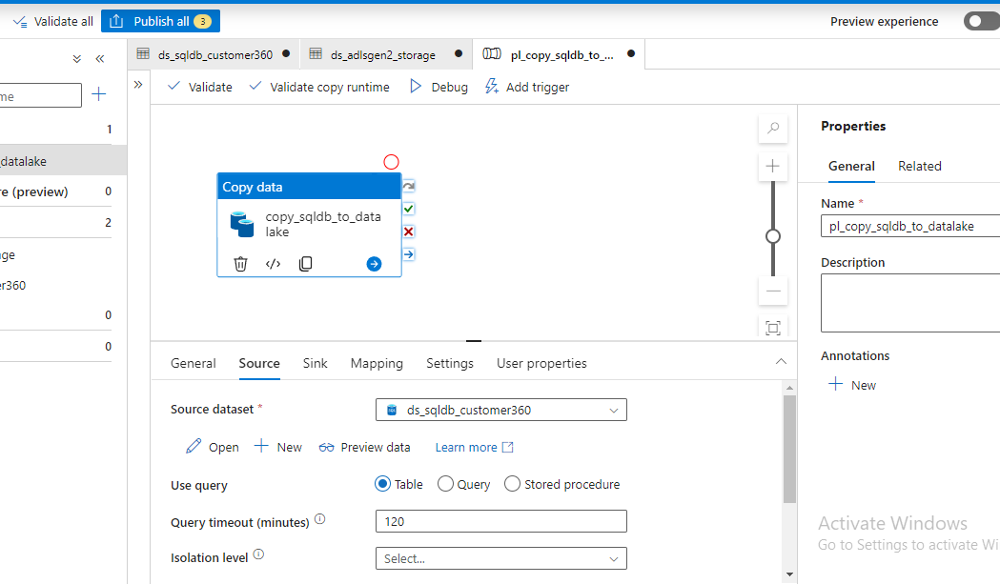 Validate all
Publish all 3
Preview experience
ds_sqldb_customer360
ds_adlsgen2_storage
pl_copy_sqldb_to_...
me
1
_datalake
re (preview) 0
2
ge
er360
0
0
Validate
Validate copy runtime
Debug
Add trigger
Copy data
copy_sqldb_to_data
lake
Properties
General
Related
Name *
pl_copy_sqldb_to_datalake
Description
Annotations
New
General
Source
Sink
Mapping
Settings
User properties
Source dataset *
ds_sqldb_customer360
Open
New
Preview data
Learn more
Use query
Table
Query
Stored procedure
Query timeout (minutes)
120
Isolation level
Select...
Activate Windows
Go to Settings to activate Wi